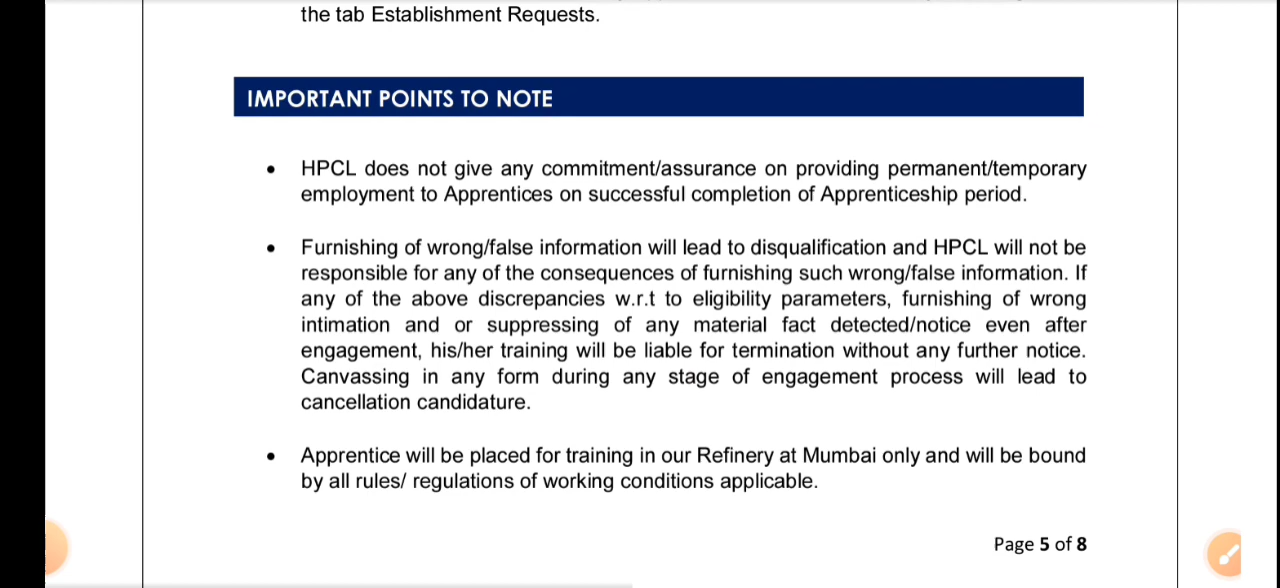 the tab Establishment Requests.
IMPORTANT POINTS TO NOTE
• HPCL does not give any commitment/assurance on providing permanent/temporary
employment to Apprentices on successful completion of Apprenticeship period.
• Furnishing of wrong/false information will lead to disqualification and HPCL will not be
responsible for any of the consequences of furnishing such wrong/false information. If
any of the above discrepancies w.r.t to eligibility parameters, furnishing of wrong
intimation and or suppressing of any material fact detected/notice even after
engagement, his/her training will be liable for termination without any further notice.
Canvassing in any form during any stage of engagement process will lead to
cancellation candidature.
• Apprentice will be placed for training in our Refinery at Mumbai only and will be bound
by all rules/ regulations of working conditions applicable.
Page 5 of 8